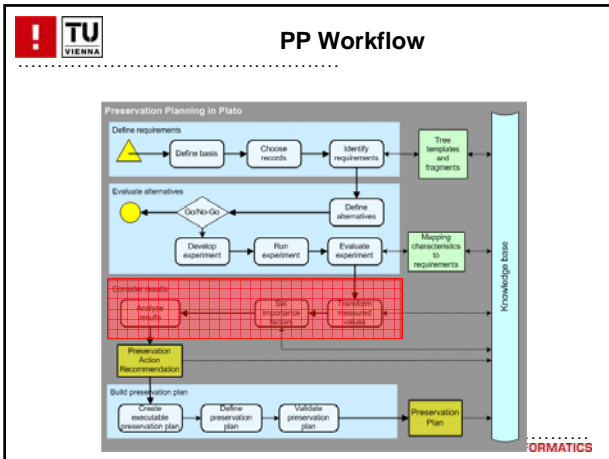 ! TU
VIENNA
PP Workflow
Preservation Planning in Plato
Define requirements
Define basis
Choose
records
Identify
requirements
Tree
templates
and
fragments
Evaluate alternatives
Go/No-Go
Define
alternatives
Develop
experiment
Run
experiment
Evaluate
experiment
Mapping
characteristics
to
requirements
Knowledge base
Consider results
Analyse
results
Set
importance
factors
Transform
measured
values
Preservation
Action
Recommendation
Build preservation plan
Create
executable
preservation plan
Define
preservation
plan
Validate
preservation
plan
Preservation
Plan
ORMATICS